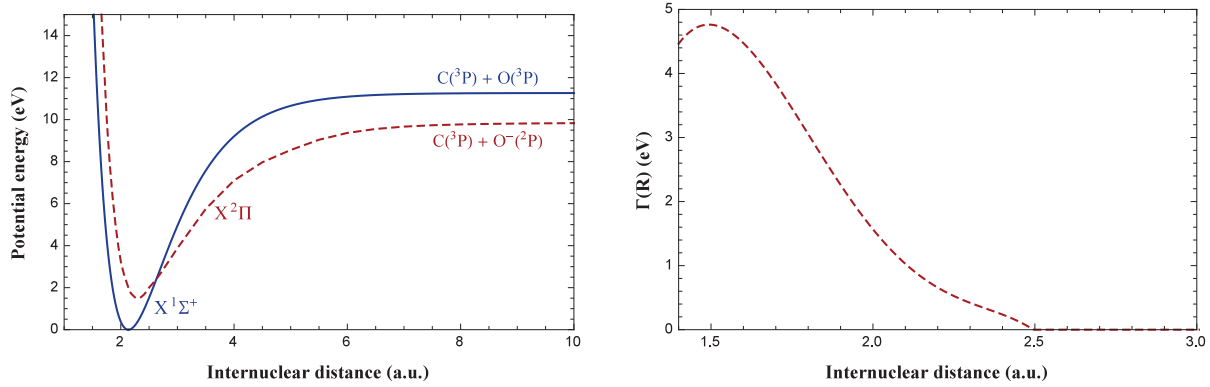 Potential energy (eV)
14
12
10
8
6
4
2
0
2
4
6
8
10
C(³P) + O(³P)
C(³P) + O⁻(²P)
X²Π
X¹Σ⁺
Internuclear distance (a.u.)
Γ(R) (eV)
5
4
3
2
1
0
1.5
2.0
2.5
3.0
Internuclear distance (a.u.)